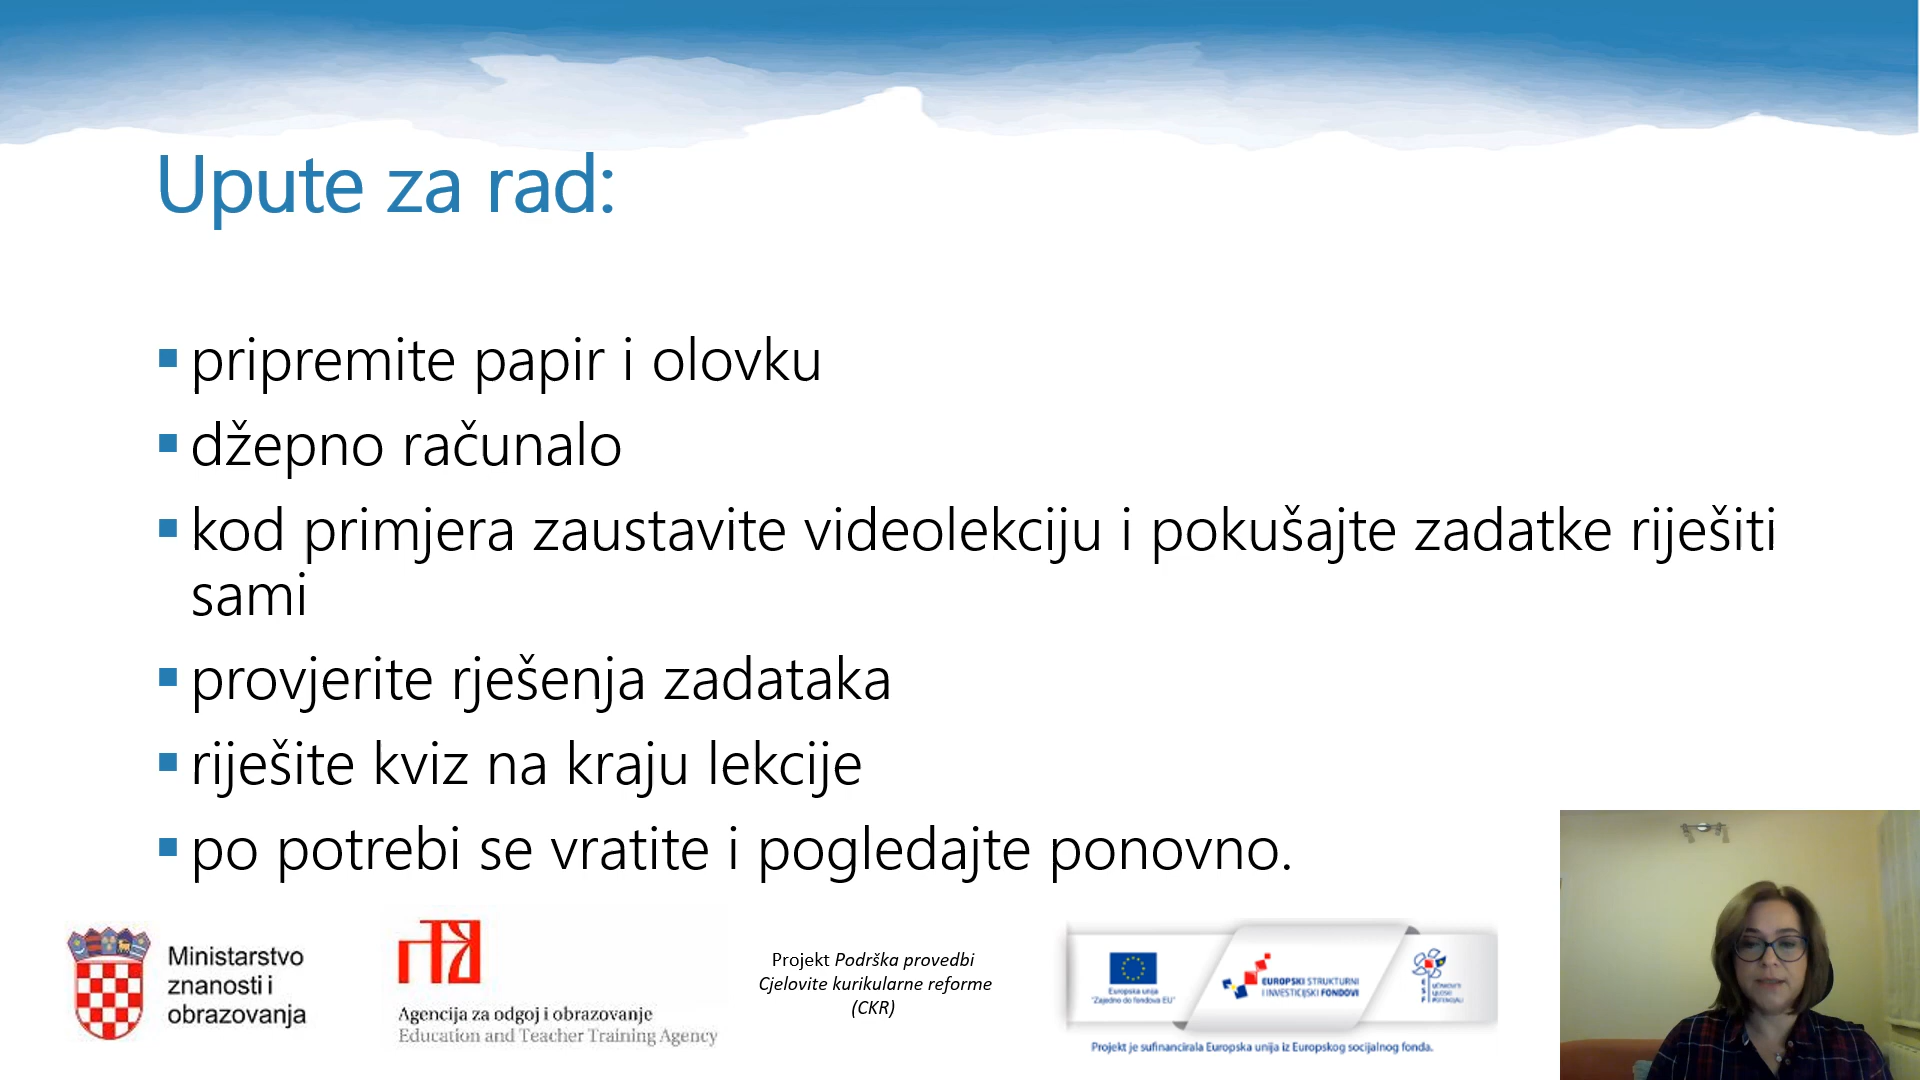 Upute za rad:
pripremite papir i olovku
džepno računalo
kod primjera zaustavite videolekciju i pokušajte zadatke riješiti
sami
provjerite rješenja zadataka
riješite kviz na kraju lekcije
po potrebi se vratite i pogledajte ponovno.
Ministarstvo
znanosti i
obrazovanja
Agencija za odgoj i obrazovanje
Education and Teacher Training Agency
Projekt Podrška provedbi
Cjelovite kurikularne reforme
(CKR)
Europska unija
"Zajedno do fondova EU"
EUROPSKI STRUKTURNI
I INVESTICIJSKI FONDOVI
Projekt je sufinancirala Europska unija iz Europskog socijalnog fonda.